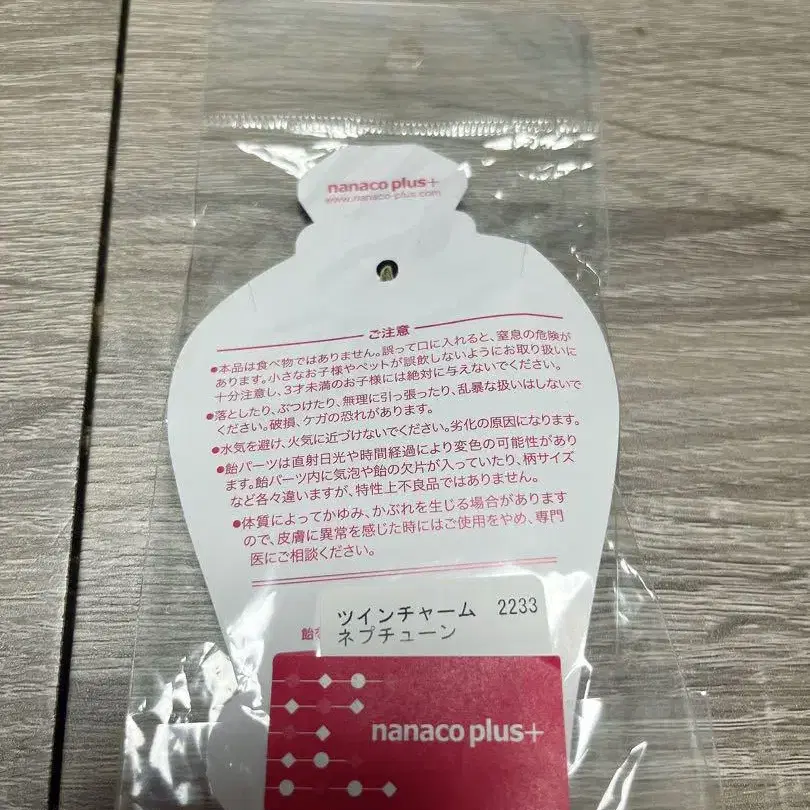 nanaco plus+
www.nanaco-plus.com
ご注意
●本品は食べ物ではありません。誤って口に入れると、窒息の危険が
あります。小さなお子様やペットが誤飲しないようにお取り扱いに
十分注意し、3才未満のお子様には絶対に与えないでください。
●落としたり、ぶつけたり、無理に引っ張ったり、乱暴な扱いはしないで
ください。破損、ケガの恐れがあります。
●水気を避け、火気に近づけないでください。劣化の原因になります。
●飴パーツは直射日光や時間経過により変色の可能性があり
ます。飴パーツ内に気泡や飴の欠片が入っていたり、柄サイズ
など各々違いますが、特性上不良品ではありません。
●体質によってかゆみ、かぶれを生じる場合があります
ので、皮膚に異常を感じた時にはご使用をやめ、専門
医にご相談ください。
ツインチャーム 2233
ネプチューン
飴
nanaco plus+